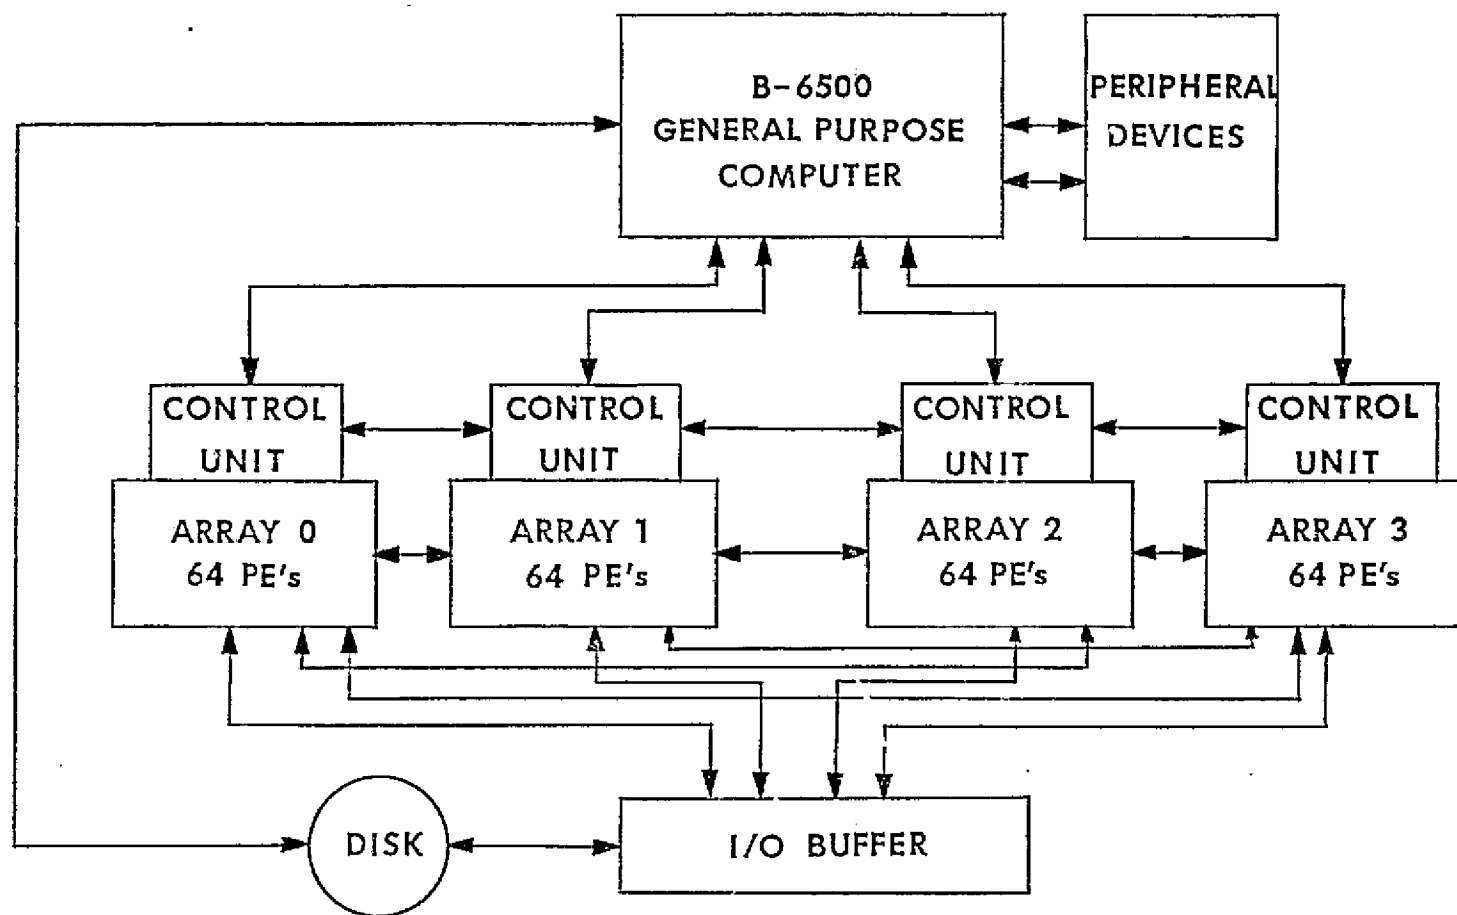 B-6500
GENERAL PURPOSE
COMPUTER
PERIPHERAL
DEVICES
CONTROL
UNIT
CONTROL
UNIT
CONTROL
UNIT
CONTROL
UNIT
ARRAY 0
64 PE's
ARRAY 1
64 PE's
ARRAY 2
64 PE's
ARRAY 3
64 PE's
DISK
I/O BUFFER